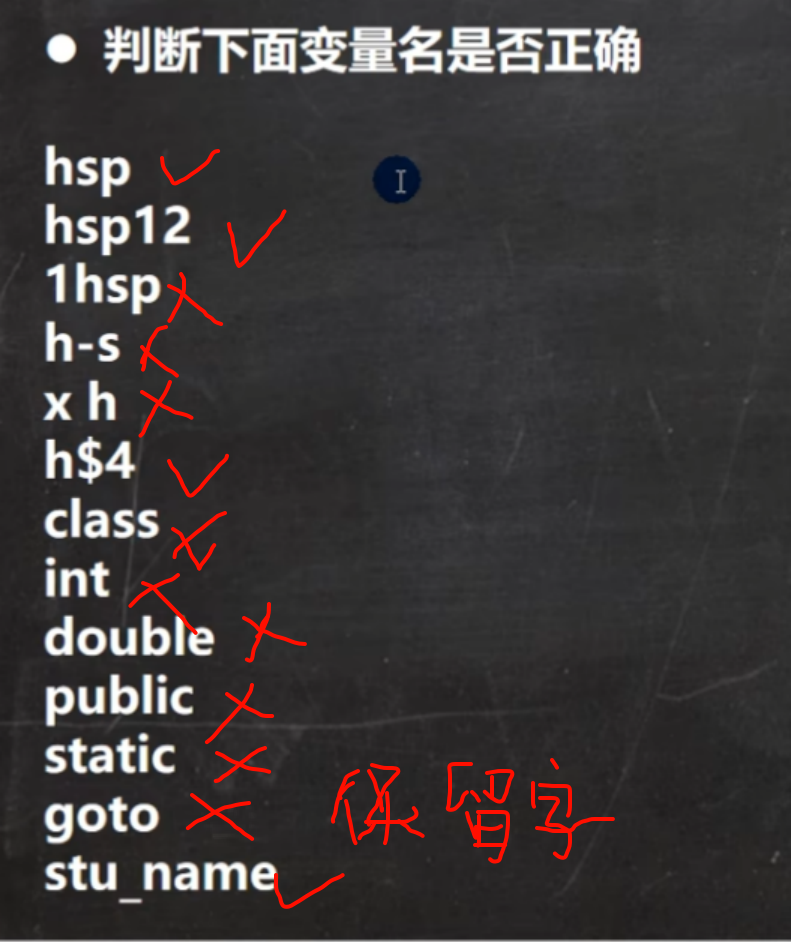 ● 判断下面变量名是否正确
hsp ✓
hsp12 ✓
1hsp ×
h-s ×
x h ×
h$4 ✓
class ×
int ×
double ×
public ×
static ×
goto × 保留字
stu_name ✓